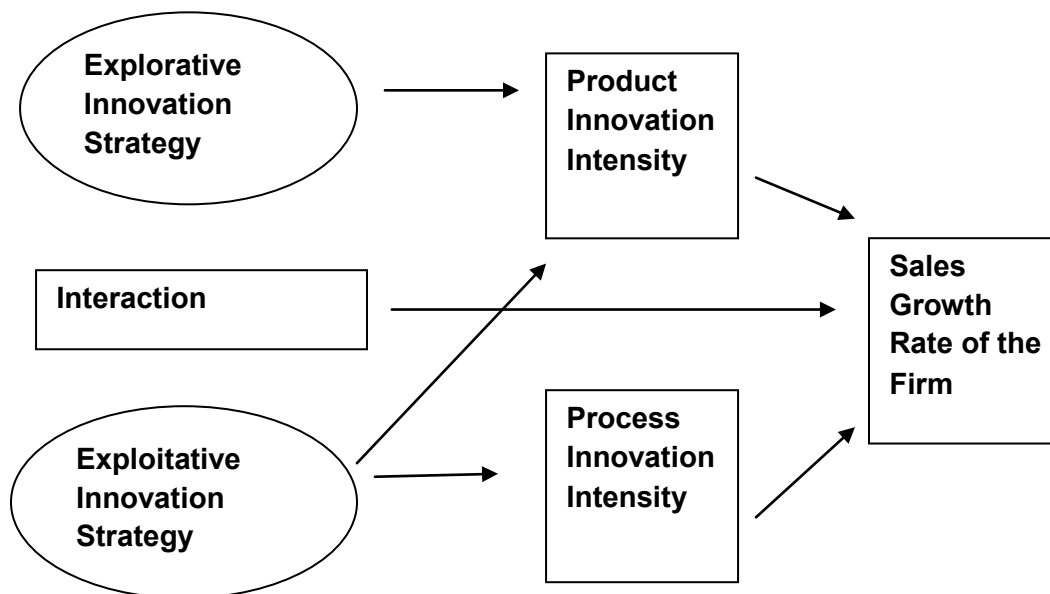 Explorative
Innovation
Strategy
Product
Innovation
Intensity
Interaction
Sales
Growth
Rate of the
Firm
Exploitative
Innovation
Strategy
Process
Innovation
Intensity